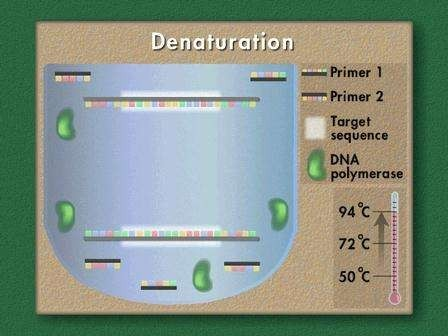 Denaturation
Primer 1
Primer 2
Target
sequence
DNA
polymerase
94°C
72°C
50°C